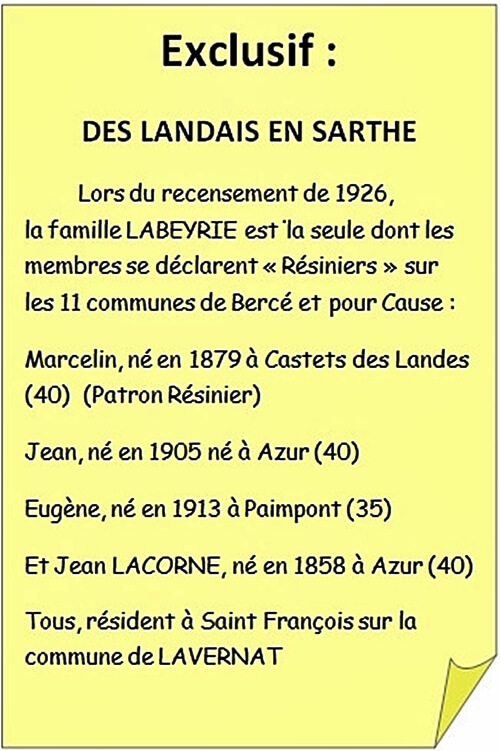 Exclusif :
DES LANDAIS EN SARTHE
Lors du recensement de 1926,
la famille LABEYRIE est la seule dont les
membres se déclarent « Résiniers » sur
les 11 communes de Bercé et pour Cause :
Marcelin, né en 1879 à Castets des Landes
(40) (Patron Résinier)
Jean, né en 1905 né à Azur (40)
Eugène, né en 1913 à Paimpont (35)
Et Jean LACORNE, né en 1858 à Azur (40)
Tous, résident à Saint François sur la
commune de LAVERNAT